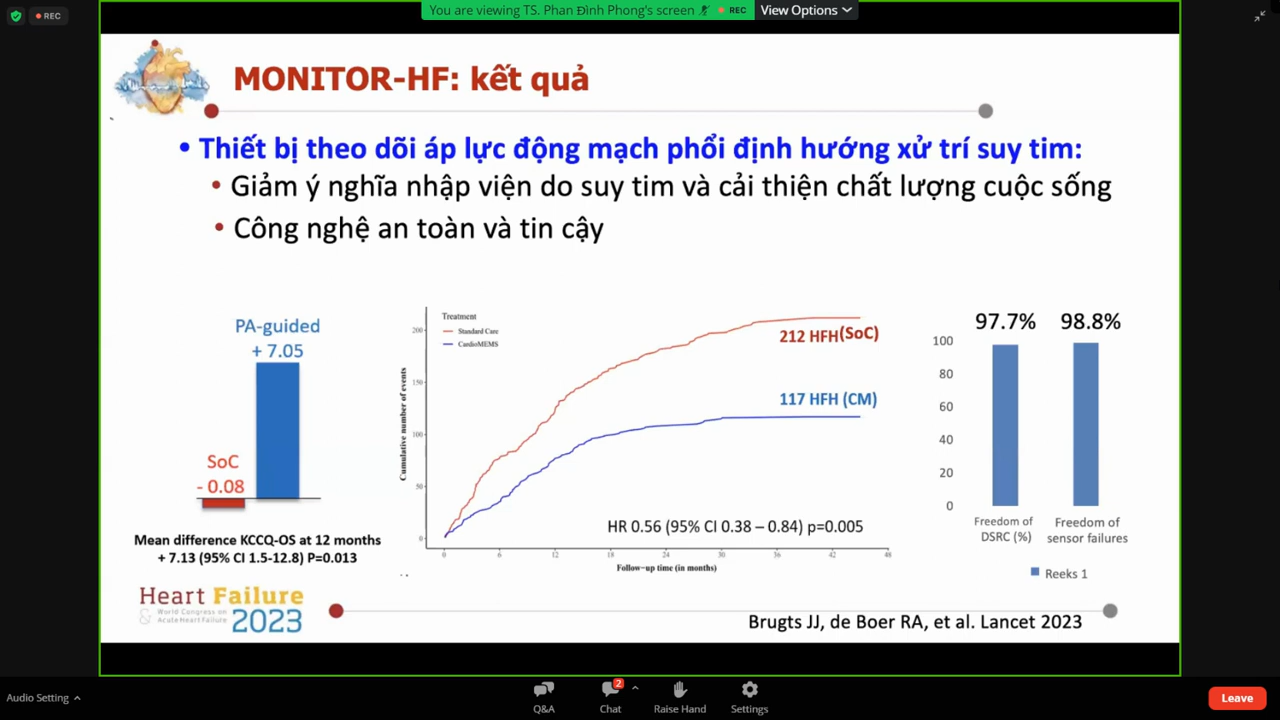 You are viewing TS. Phan Đình Phong's screen
REC
View Options
REC
MONITOR-HF: kết quả
• Thiết bị theo dõi áp lực động mạch phổi định hướng xử trí suy tim:
• Giảm ý nghĩa nhập viện do suy tim và cải thiện chất lượng cuộc sống
• Công nghệ an toàn và tin cậy
PA-guided
+ 7.05
SoC
- 0.08
Mean difference KCCQ-OS at 12 months
+ 7.13 (95% CI 1.5-12.8) P=0.013
Treatment
Standard Care
CardioMEMS
Cumulative number of events
200
150
100
50
0
212 HFH (SoC)
117 HFH (CM)
HR 0.56 (95% CI 0.38 – 0.84) p=0.005
0 6 12 18 24 30 36 42 48
Follow-up time (in months)
97.7% 98.8%
100
80
60
40
20
0
Freedom of
DSRC (%)
Freedom of
sensor failures
Reeks 1
Heart Failure
& World Congress on
Acute Heart Failure
2023
Brugts JJ, de Boer RA, et al. Lancet 2023
Audio Setting
Q&A
Chat
2
Raise Hand
Settings
Leave